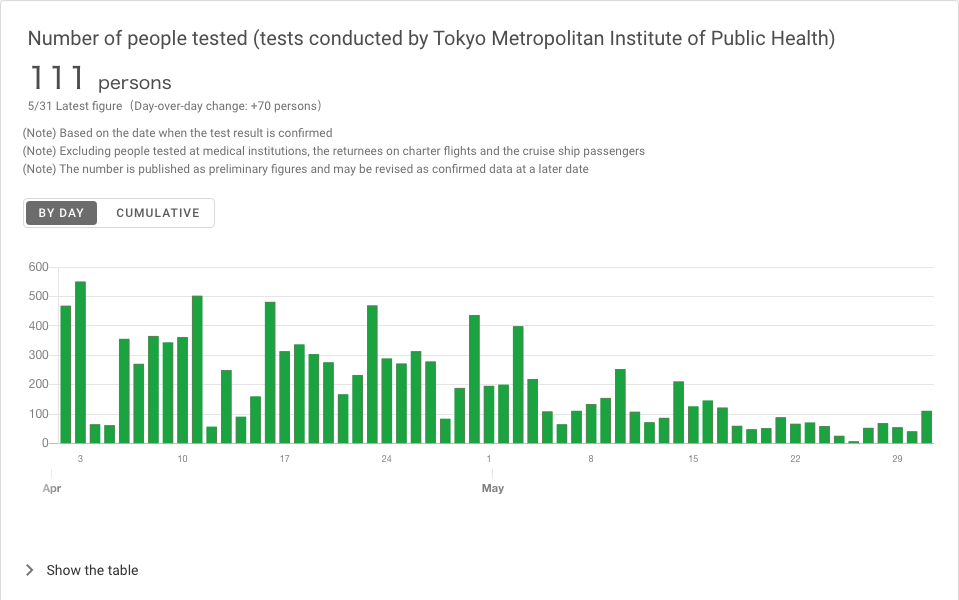 Number of people tested (tests conducted by Tokyo Metropolitan Institute of Public Health)
111 persons
5/31 Latest figure（Day-over-day change: +70 persons）
(Note) Based on the date when the test result is confirmed
(Note) Excluding people tested at medical institutions, the returnees on charter flights and the cruise ship passengers
(Note) The number is published as preliminary figures and may be revised as confirmed data at a later date
BY DAY CUMULATIVE
600
500
400
300
200
100
0
3 10 17 24 1 8 15 22 29
Apr May
Show the table